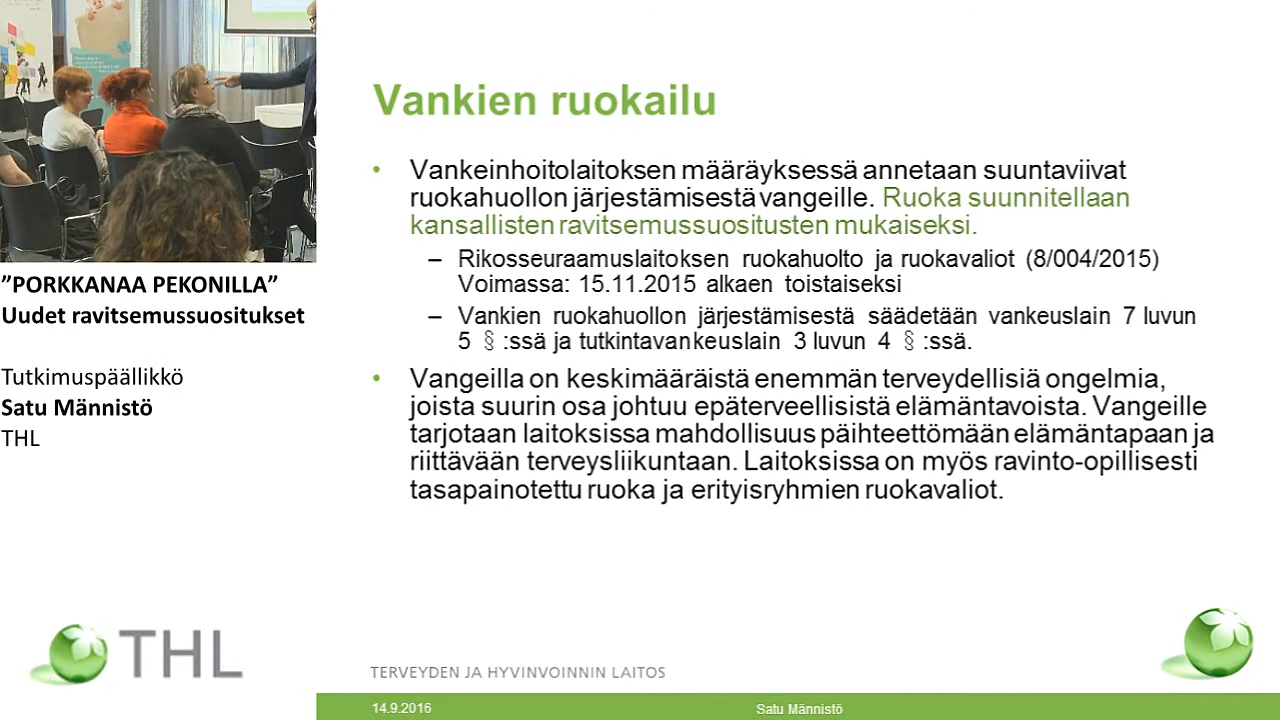 ”PORKKANAA PEKONILLA”
Uudet ravitsemussuositukset
Tutkimuspäällikkö
Satu Männistö
THL
THL
Vankien ruokailu
• Vankeinhoitolaitoksen määräyksessä annetaan suuntaviivat
ruokahuollon järjestämisestä vangeille. Ruoka suunnitellaan
kansallisten ravitsemussuositusten mukaiseksi.
– Rikosseuraamuslaitoksen ruokahuolto ja ruokavaliot (8/004/2015)
Voimassa: 15.11.2015 alkaen toistaiseksi
– Vankien ruokahuollon järjestämisestä säädetään vankeuslain 7 luvun
5 § :ssä ja tutkintavankeuslain 3 luvun 4 § :ssä.
• Vangeilla on keskimääräistä enemmän terveydellisiä ongelmia,
joista suurin osa johtuu epäterveellisistä elämäntavoista. Vangeille
tarjotaan laitoksissa mahdollisuus päihteettömään elämäntapaan ja
riittävään terveysliikuntaan. Laitoksissa on myös ravinto-opillisesti
tasapainotettu ruoka ja erityisryhmien ruokavaliot.
TERVEYDEN JA HYVINVOINNIN LAITOS
14.9.2016
Satu Männistö